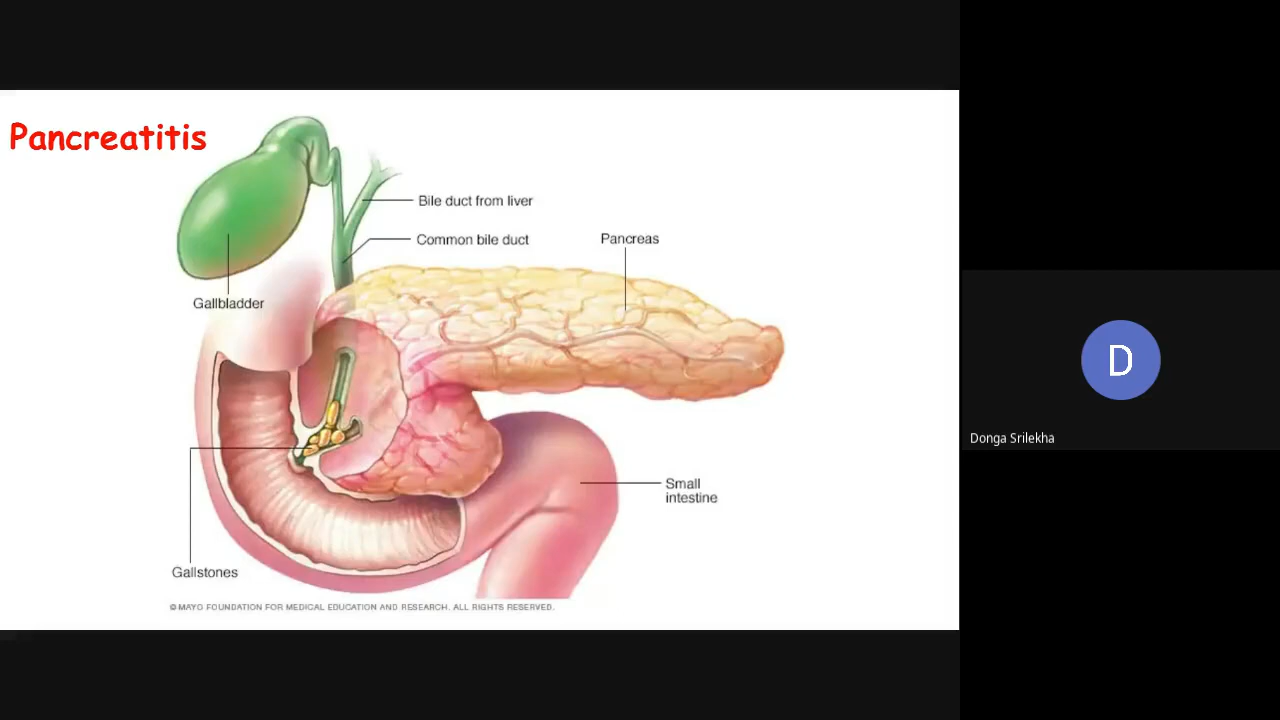 Pancreatitis
Bile duct from liver
Common bile duct
Pancreas
Gallbladder
Small
intestine
Gallstones
©MAYO FOUNDATION FOR MEDICAL EDUCATION AND RESEARCH. ALL RIGHTS RESERVED.
D
Donga Srilekha